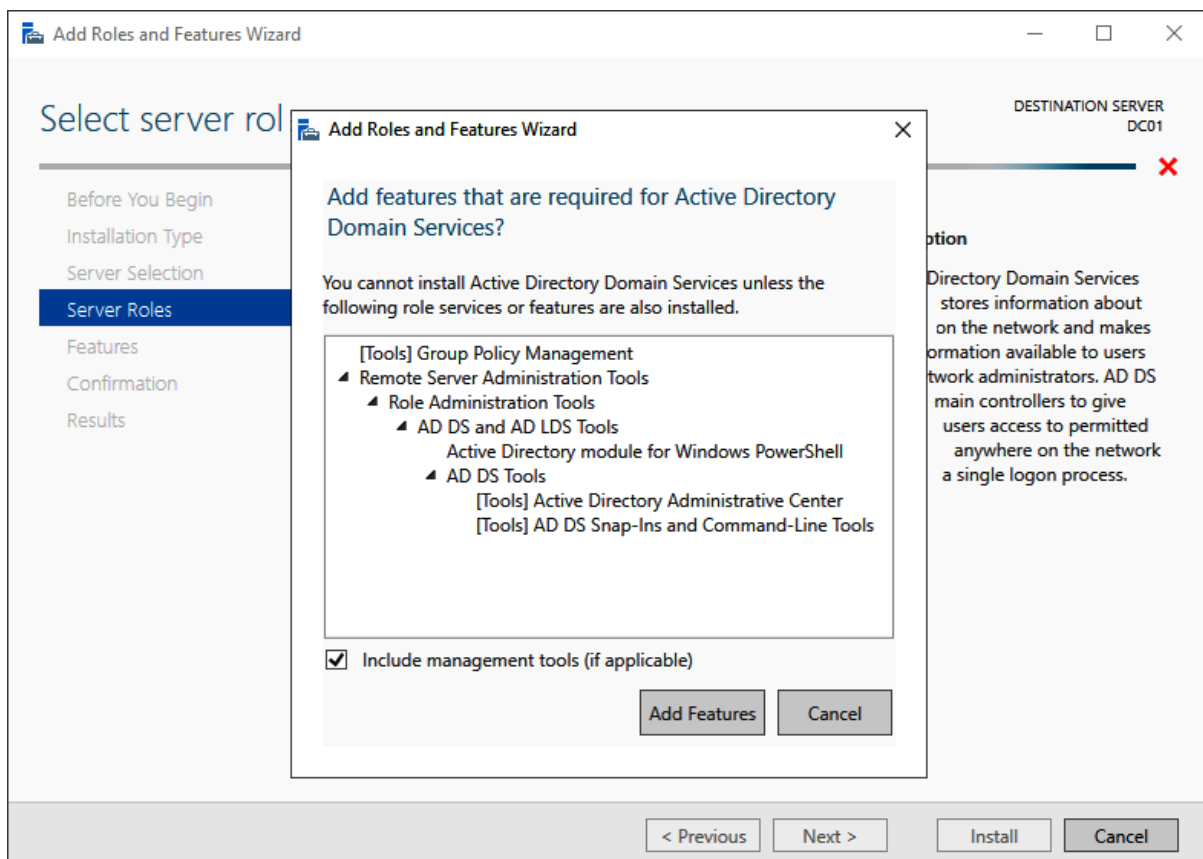 Add Roles and Features Wizard
Select server rol
DESTINATION SERVER
DC01
Before You Begin
Installation Type
Server Selection
Server Roles
Features
Confirmation
Results
Add Roles and Features Wizard
Add features that are required for Active Directory
Domain Services?
You cannot install Active Directory Domain Services unless the
following role services or features are also installed.
[Tools] Group Policy Management
Remote Server Administration Tools
Role Administration Tools
AD DS and AD LDS Tools
Active Directory module for Windows PowerShell
AD DS Tools
[Tools] Active Directory Administrative Center
[Tools] AD DS Snap-Ins and Command-Line Tools
Include management tools (if applicable)
Add Features
Cancel
ption
Directory Domain Services
stores information about
on the network and makes
ormation available to users
twork administrators. AD DS
main controllers to give
users access to permitted
anywhere on the network
a single logon process.
< Previous
Next >
Install
Cancel